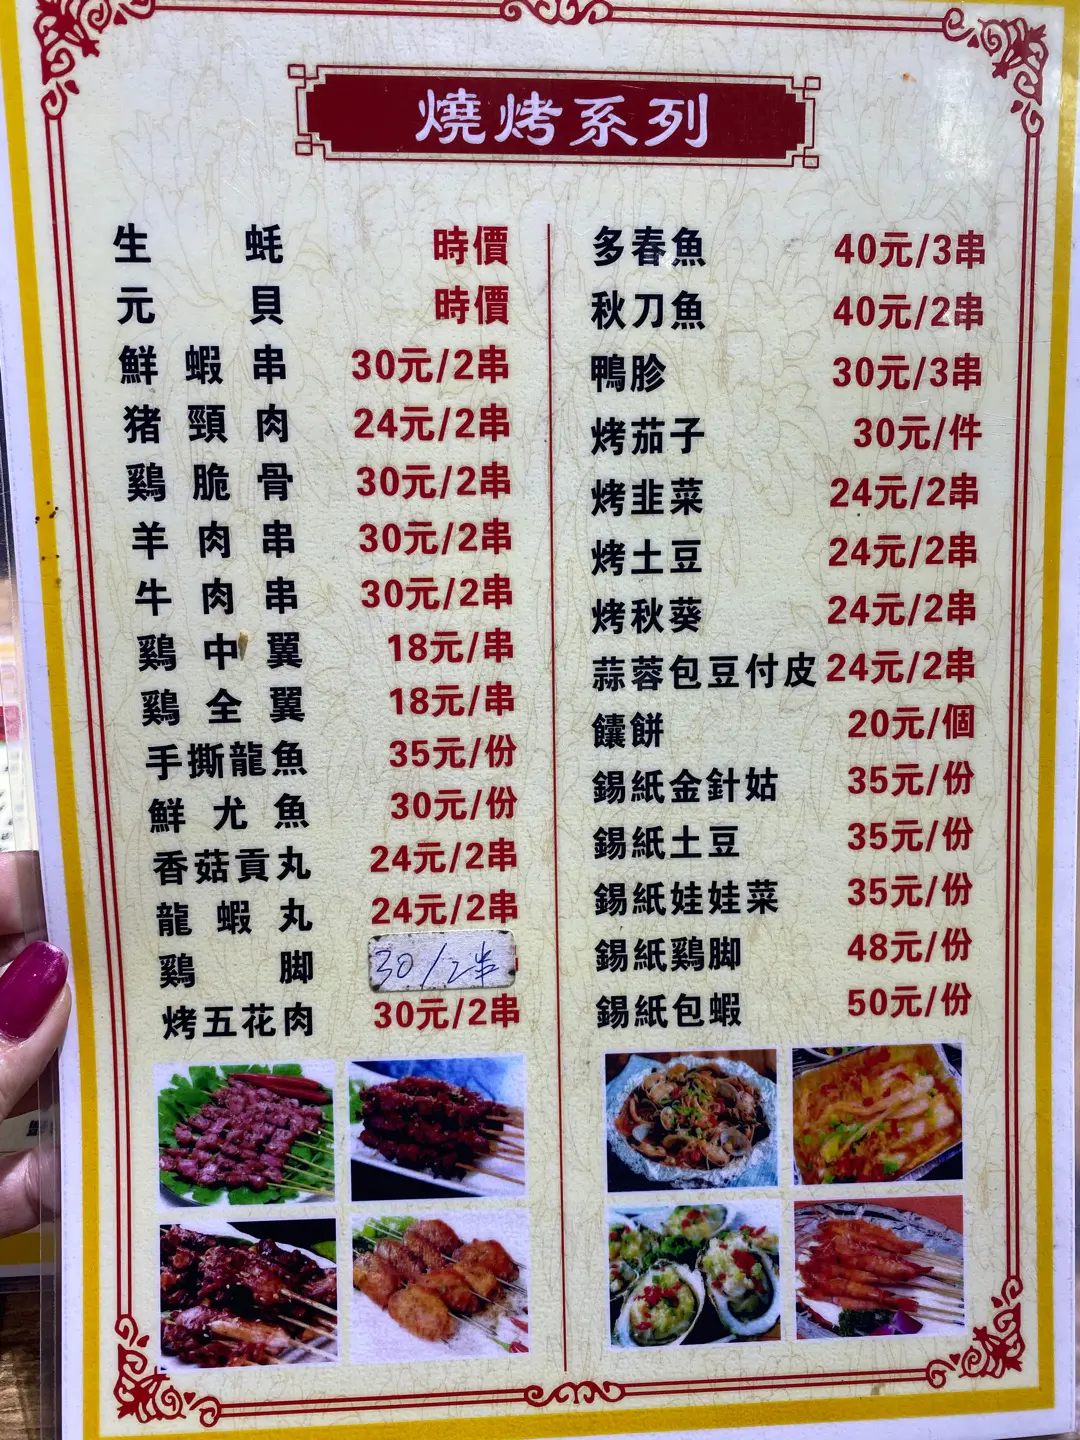 燒烤系列
生蚝 時價
元貝 時價
鮮蝦串 30元/2串
猪頸肉 24元/2串
鷄脆骨 30元/2串
羊肉串 30元/2串
牛肉串 30元/2串
鷄中翼 18元/串
鷄全翼 18元/串
手撕龍魚 35元/份
鮮尤魚 30元/份
香菇貢丸 24元/2串
龍蝦丸 24元/2串
鷄脚 30/2串
烤五花肉 30元/2串
多春魚 40元/3串
秋刀魚 40元/2串
鴨胗 30元/3串
烤茄子 30元/件
烤韭菜 24元/2串
烤土豆 24元/2串
烤秋葵 24元/2串
蒜蓉包豆付皮 24元/2串
饢餅 20元/個
錫紙金針姑 35元/份
錫紙土豆 35元/份
錫紙娃娃菜 35元/份
錫紙鷄脚 48元/份
錫紙包蝦 50元/份